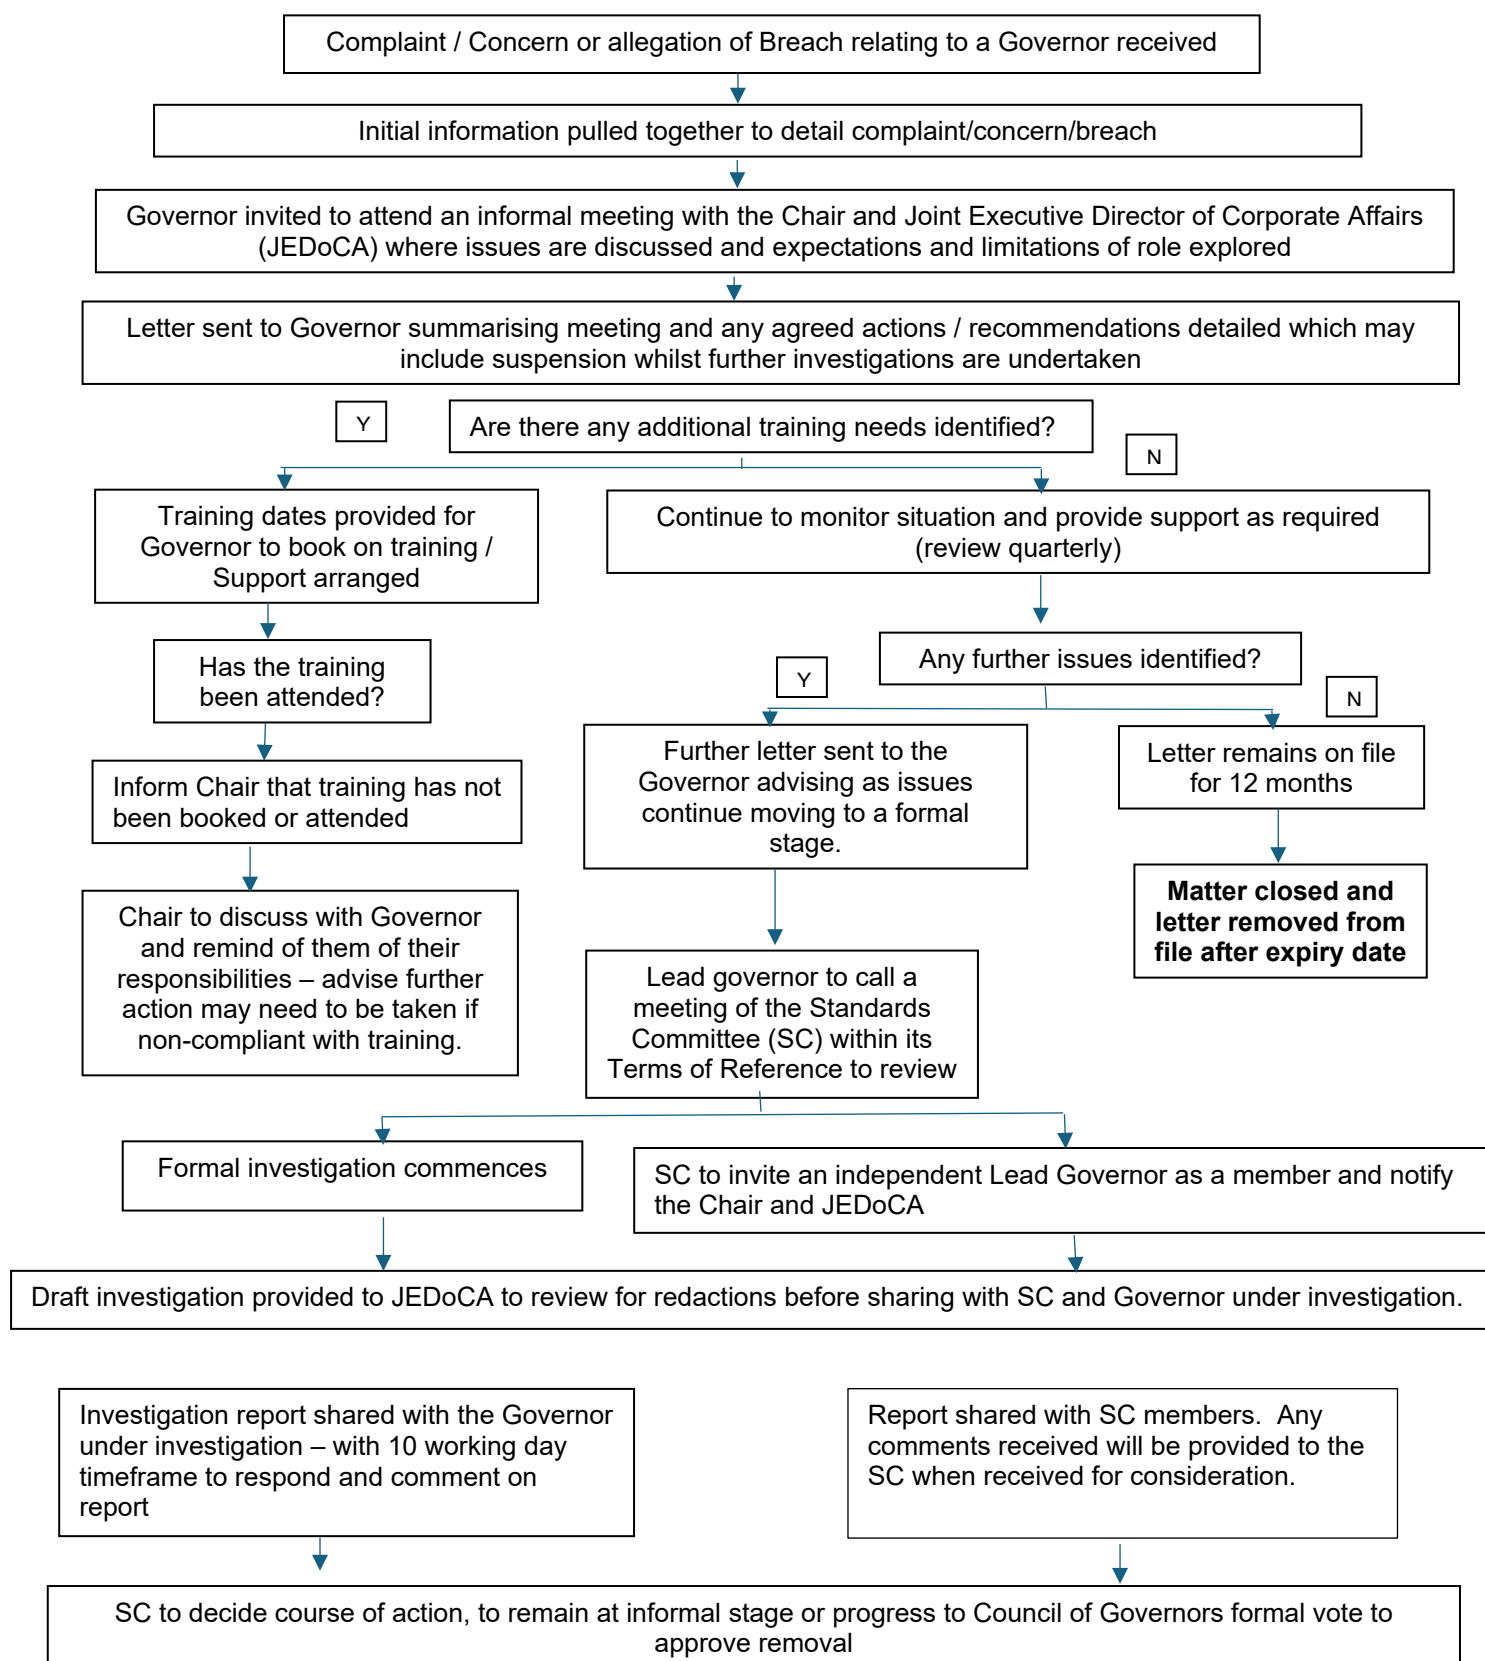 Complaint / Concern or allegation of Breach relating to a Governor received
Initial information pulled together to detail complaint/concern/breach
Governor invited to attend an informal meeting with the Chair and Joint Executive Director of Corporate Affairs
(JEDoCA) where issues are discussed and expectations and limitations of role explored
Letter sent to Governor summarising meeting and any agreed actions / recommendations detailed which may
include suspension whilst further investigations are undertaken
Y
Are there any additional training needs identified?
N
Training dates provided for
Governor to book on training /
Support arranged
Continue to monitor situation and provide support as required
(review quarterly)
Has the training
been attended?
Any further issues identified?
Y
N
Inform Chair that training has not
been booked or attended
Further letter sent to the
Governor advising as issues
continue moving to a formal
stage.
Letter remains on file
for 12 months
Chair to discuss with Governor
and remind of them of their
responsibilities – advise further
action may need to be taken if
non-compliant with training.
Matter closed and
letter removed from
file after expiry date
Lead governor to call a
meeting of the Standards
Committee (SC) within its
Terms of Reference to review
Formal investigation commences
SC to invite an independent Lead Governor as a member and notify
the Chair and JEDoCA
Draft investigation provided to JEDoCA to review for redactions before sharing with SC and Governor under investigation.
Investigation report shared with the Governor
under investigation – with 10 working day
timeframe to respond and comment on
report
Report shared with SC members.  Any
comments received will be provided to the
SC when received for consideration.
SC to decide course of action, to remain at informal stage or progress to Council of Governors formal vote to
approve removal